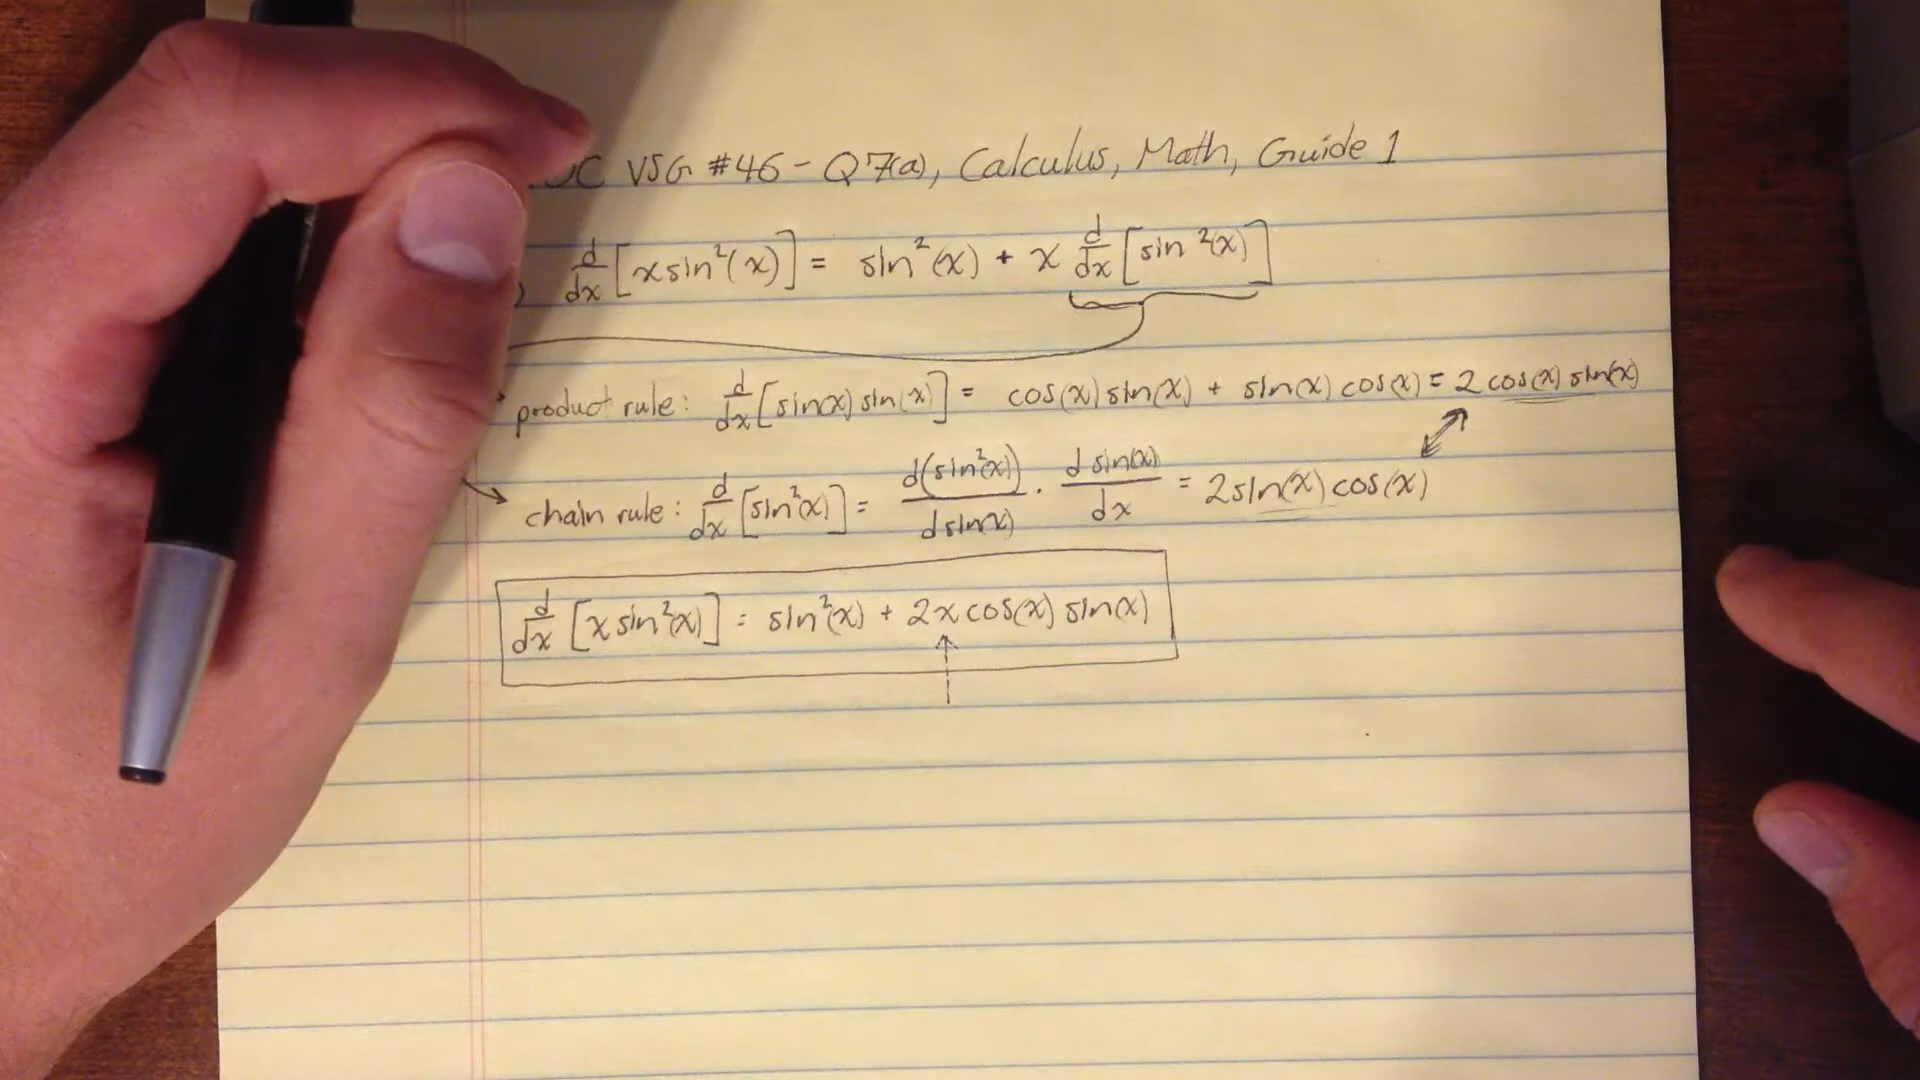 VSG #46 - Q7(a), Calculus, Math, Guide 1
d/dx [x sin²(x)] = sin²(x) + x d/dx [sin²(x)]
product rule: d/dx [sin(x) sin(x)] = cos(x) sin(x) + sin(x) cos(x) = 2 cos(x) sin(x)
chain rule: d/dx [sin²(x)] = d(sin²(x))/d sin(x) · d sin(x)/dx = 2 sin(x) cos(x)
d/dx [x sin²(x)] = sin²(x) + 2x cos(x) sin(x)